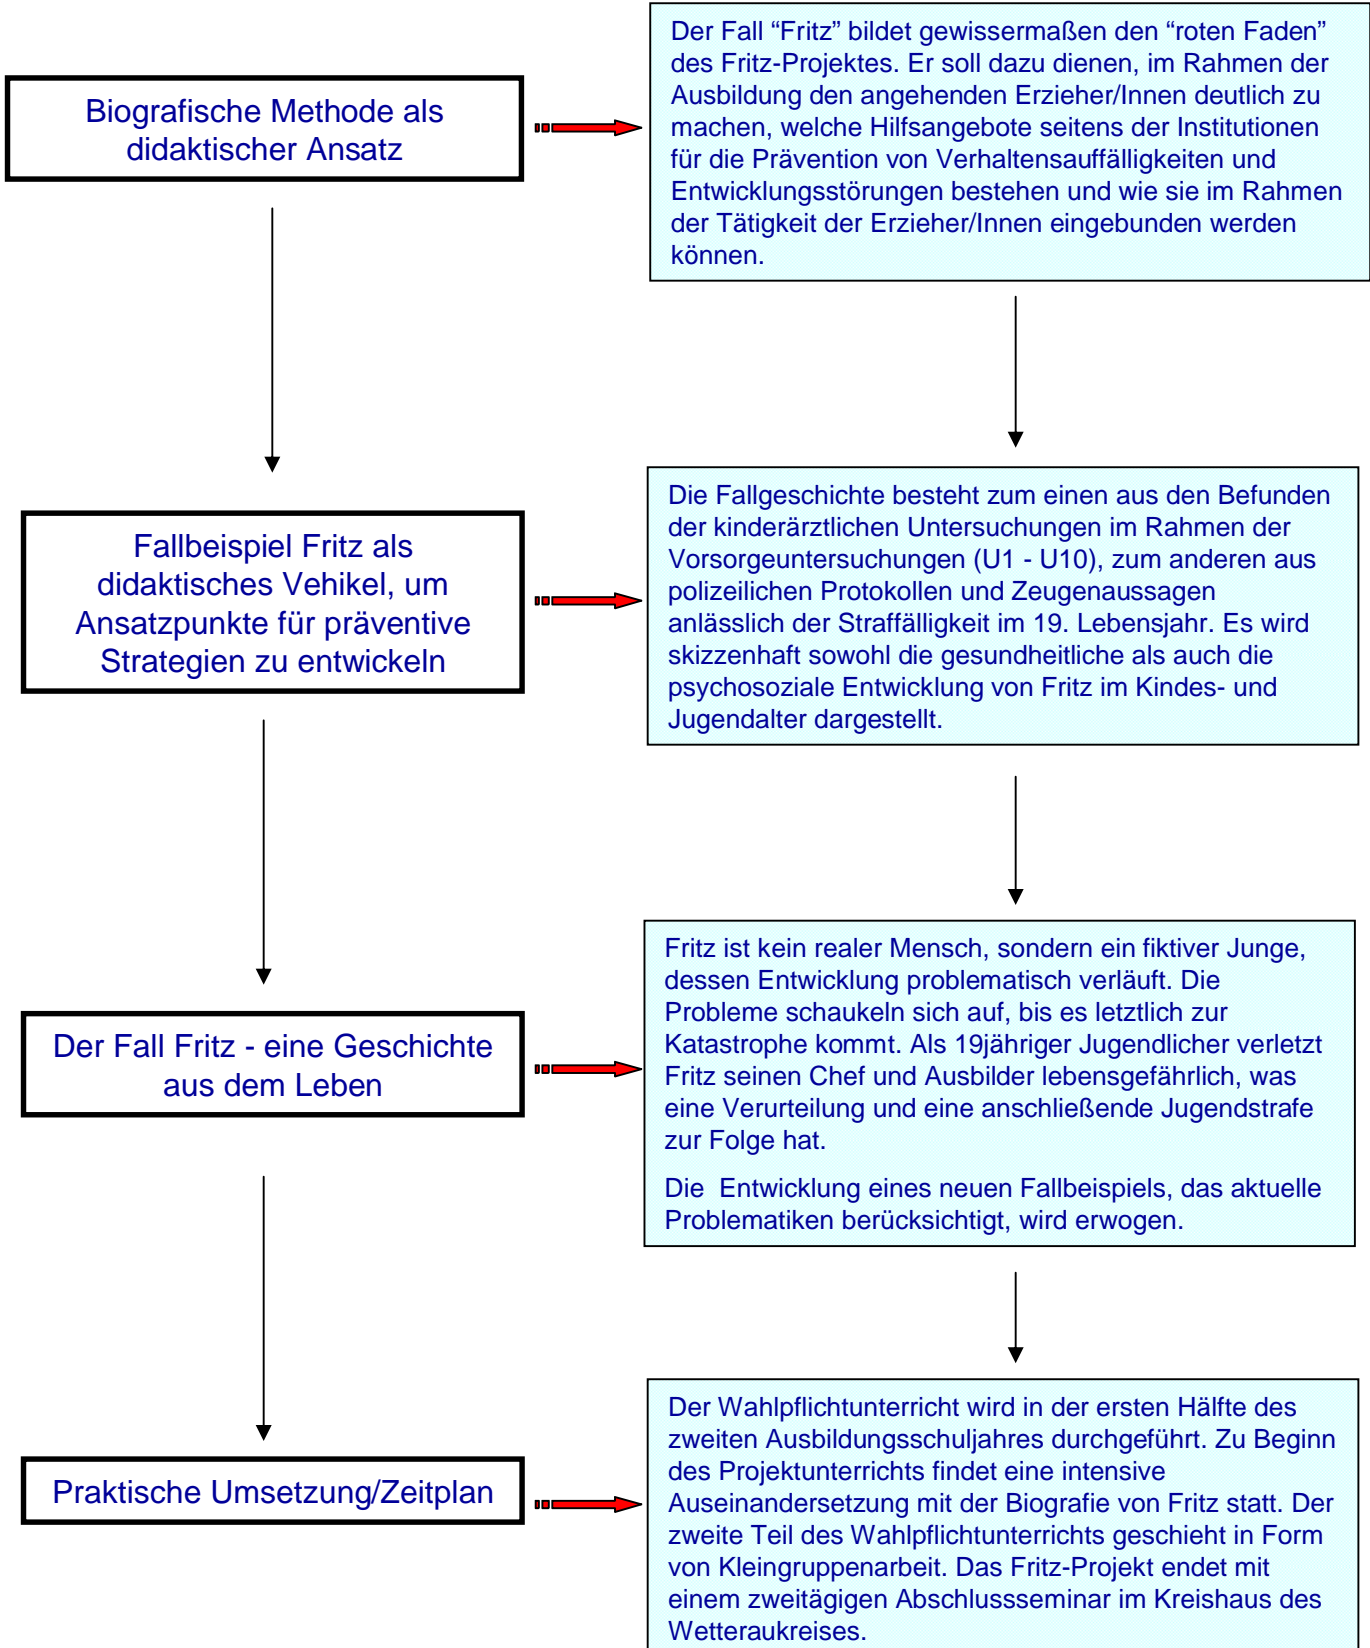 Biografische Methode als
didaktischer Ansatz
Der Fall “Fritz” bildet gewissermaßen den “roten Faden”
des Fritz-Projektes. Er soll dazu dienen, im Rahmen der
Ausbildung den angehenden Erzieher/Innen deutlich zu
machen, welche Hilfsangebote seitens der Institutionen
für die Prävention von Verhaltensauffälligkeiten und
Entwicklungsstörungen bestehen und wie sie im Rahmen
der Tätigkeit der Erzieher/Innen eingebunden werden
können.
Fallbeispiel Fritz als
didaktisches Vehikel, um
Ansatzpunkte für präventive
Strategien zu entwickeln
Die Fallgeschichte besteht zum einen aus den Befunden
der kinderärztlichen Untersuchungen im Rahmen der
Vorsorgeuntersuchungen (U1 - U10), zum anderen aus
polizeilichen Protokollen und Zeugenaussagen
anlässlich der Straffälligkeit im 19. Lebensjahr. Es wird
skizzenhaft sowohl die gesundheitliche als auch die
psychosoziale Entwicklung von Fritz im Kindes- und
Jugendalter dargestellt.
Der Fall Fritz - eine Geschichte
aus dem Leben
Fritz ist kein realer Mensch, sondern ein fiktiver Junge,
dessen Entwicklung problematisch verläuft. Die
Probleme schaukeln sich auf, bis es letztlich zur
Katastrophe kommt. Als 19jähriger Jugendlicher verletzt
Fritz seinen Chef und Ausbilder lebensgefährlich, was
eine Verurteilung und eine anschließende Jugendstrafe
zur Folge hat.
Die Entwicklung eines neuen Fallbeispiels, das aktuelle
Problematiken berücksichtigt, wird erwogen.
Praktische Umsetzung/Zeitplan
Der Wahlpflichtunterricht wird in der ersten Hälfte des
zweiten Ausbildungsschuljahres durchgeführt. Zu Beginn
des Projektunterrichts findet eine intensive
Auseinandersetzung mit der Biografie von Fritz statt. Der
zweite Teil des Wahlpflichtunterrichts geschieht in Form
von Kleingruppenarbeit. Das Fritz-Projekt endet mit
einem zweitägigen Abschlussseminar im Kreishaus des
Wetteraukreises.